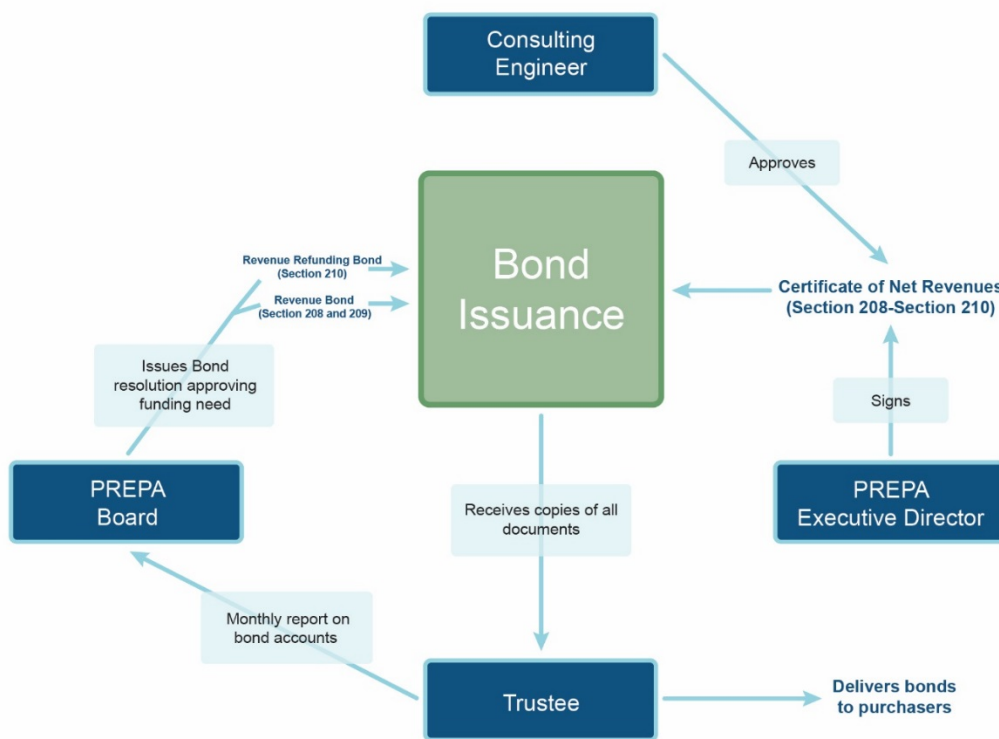 Consulting
Engineer
Approves
Bond
Issuance
Revenue Refunding Bond
(Section 210)
Revenue Bond
(Section 208 and 209)
Certificate of Net Revenues
(Section 208-Section 210)
Issues Bond
resolution approving
funding need
Signs
PREPA
Board
PREPA
Executive Director
Receives copies of all
documents
Monthly report on
bond accounts
Trustee
Delivers bonds
to purchasers